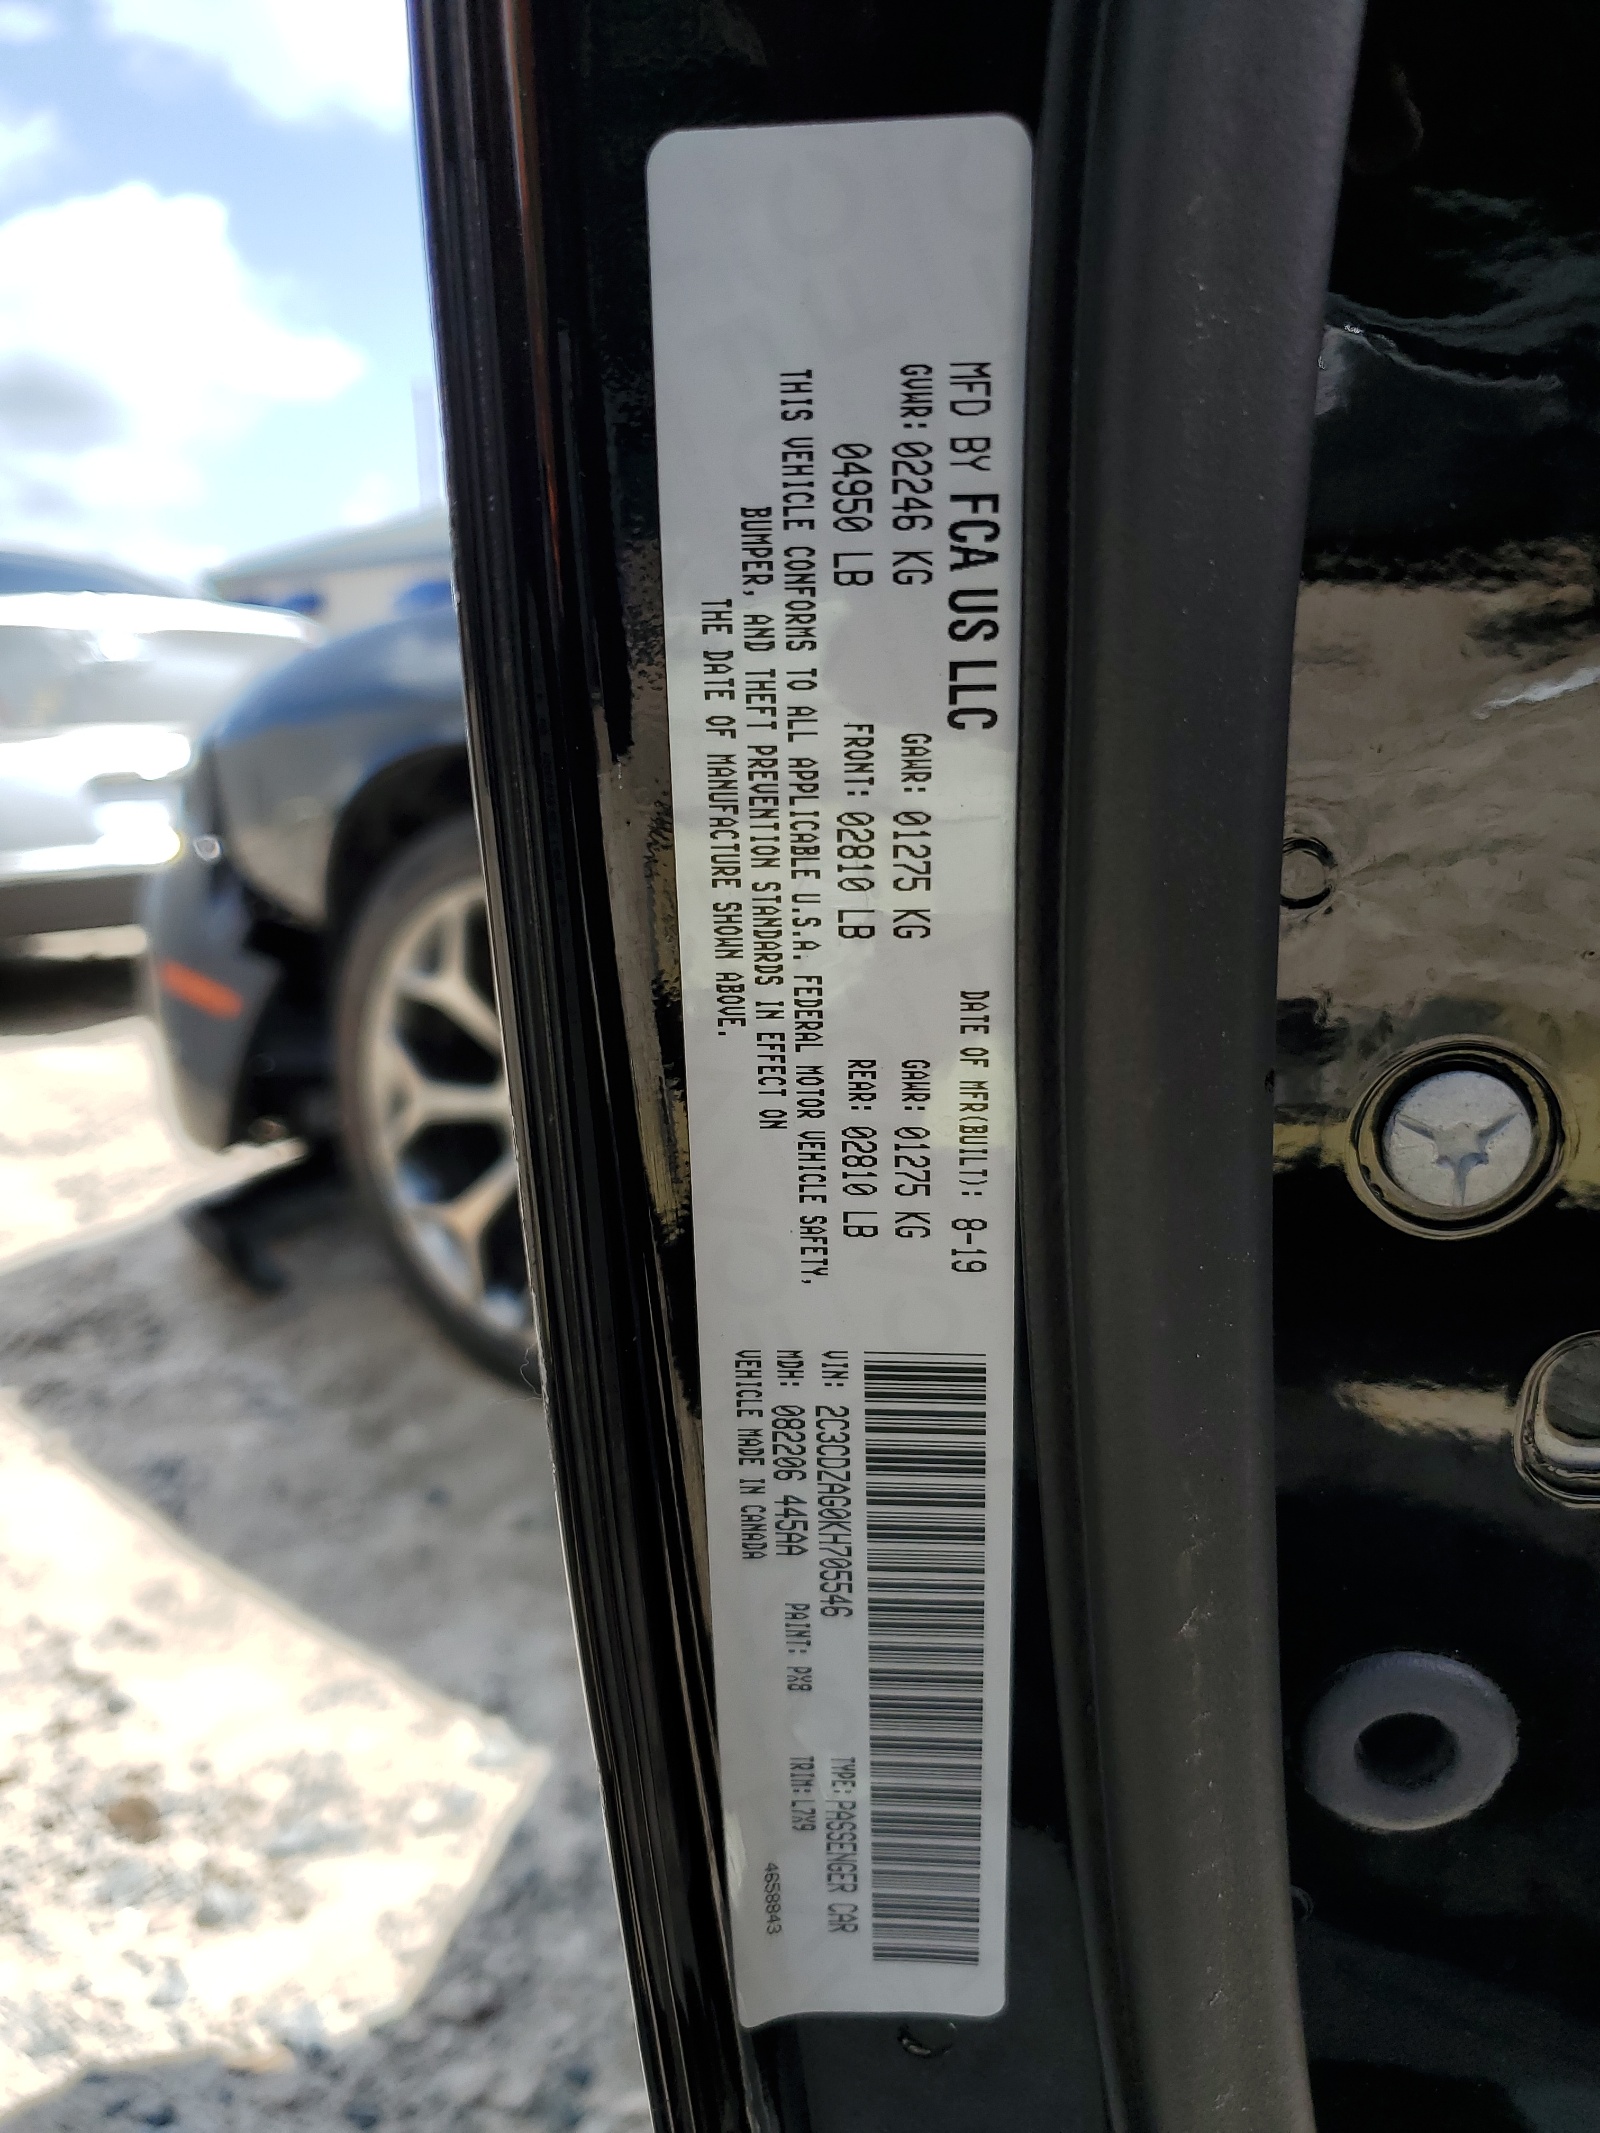 MFD BY FCA US LLC DATE OF MFR(BUILT): 8-19
GVWR: 02246 KG GAWR: 01275 KG GAWR: 01275 KG
04950 LB FRONT: 02810 LB REAR: 02810 LB
THIS VEHICLE CONFORMS TO ALL APPLICABLE U.S.A. FEDERAL MOTOR VEHICLE SAFETY,
BUMPER, AND THEFT PREVENTION STANDARDS IN EFFECT ON
THE DATE OF MANUFACTURE SHOWN ABOVE.
VIN: 2C3CDZAG0KH705546 TYPE: PASSENGER CAR
MDH: 082206 445AA PAINT: PX8 TRIM: L7X9
VEHICLE MADE IN CANADA 4658843